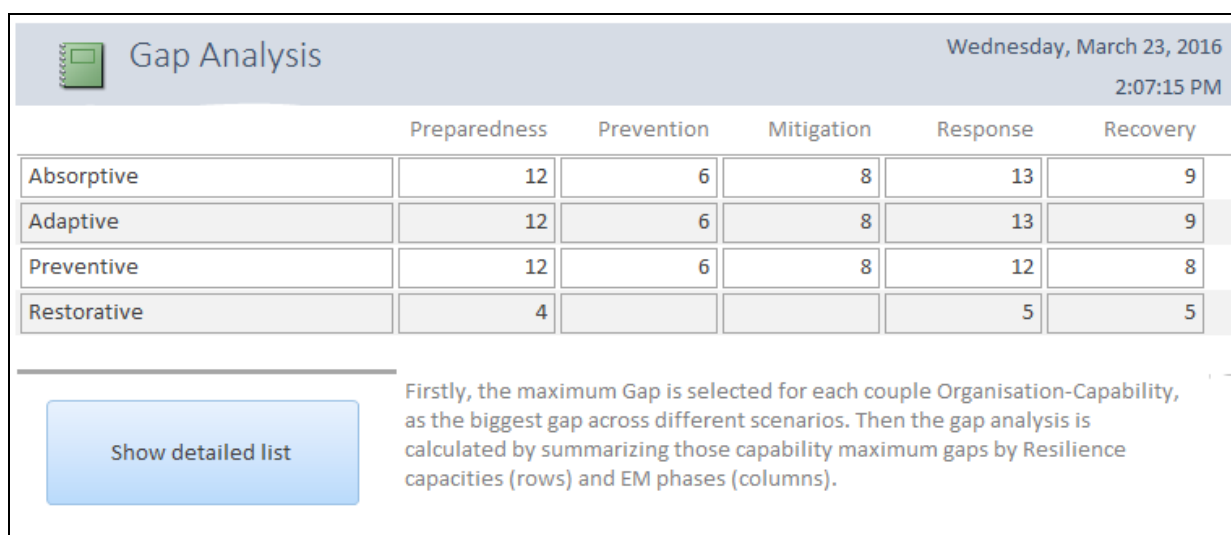 Gap Analysis
Wednesday, March 23, 2016
2:07:15 PM
Preparedness Prevention Mitigation Response Recovery
Absorptive 12 6 8 13 9
Adaptive 12 6 8 13 9
Preventive 12 6 8 12 8
Restorative 4 5 5
Show detailed list
Firstly, the maximum Gap is selected for each couple Organisation-Capability,
as the biggest gap across different scenarios. Then the gap analysis is
calculated by summarizing those capability maximum gaps by Resilience
capacities (rows) and EM phases (columns).